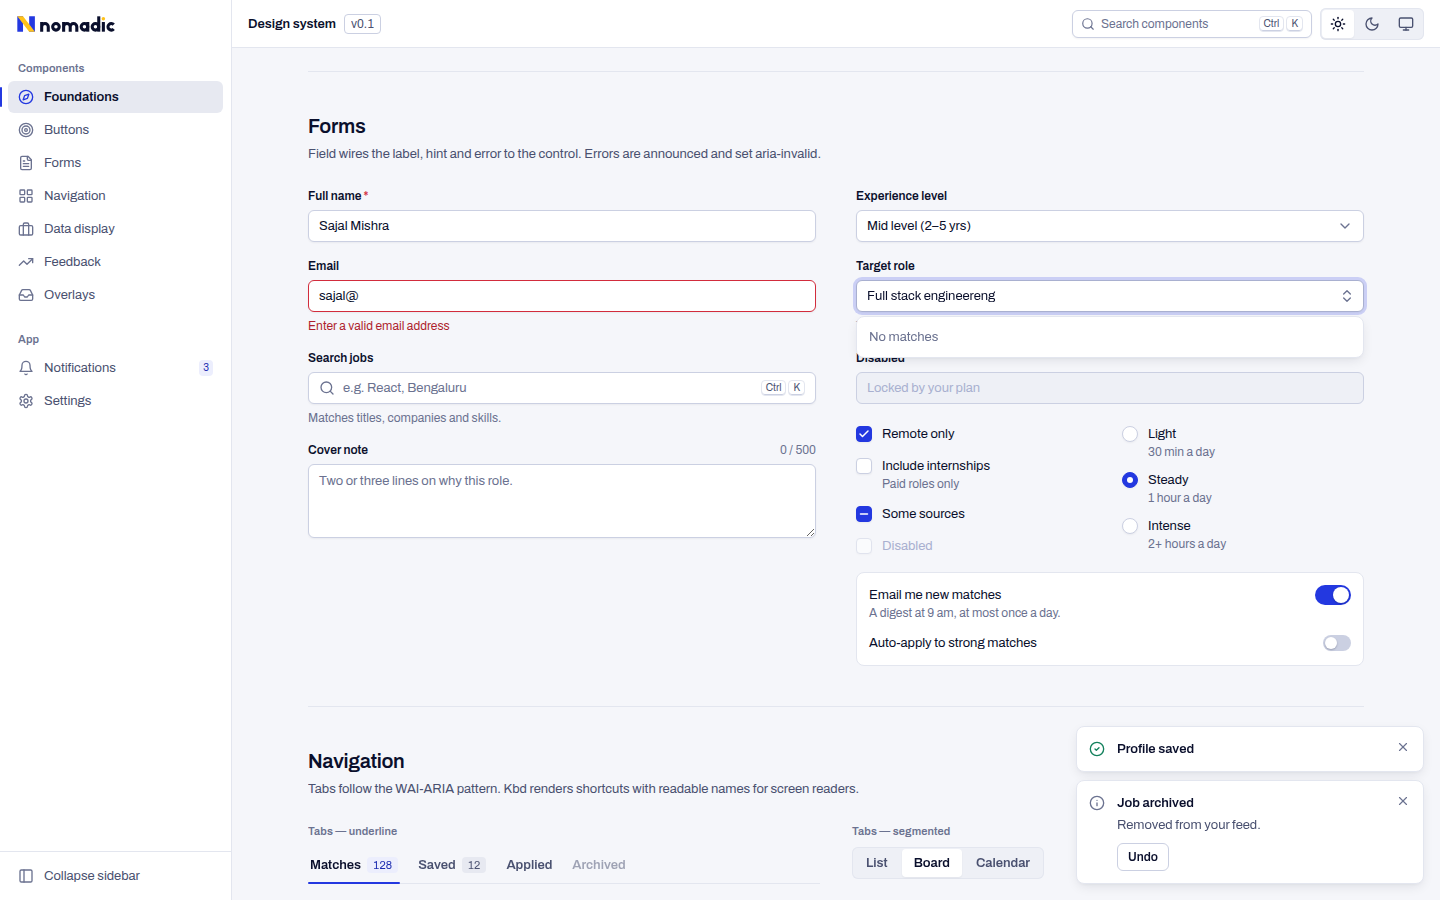 nomadic
Design system v0.1
Search components Ctrl K
Components
Foundations
Buttons
Forms
Navigation
Data display
Feedback
Overlays
App
Notifications 3
Settings
Collapse sidebar
Forms
Field wires the label, hint and error to the control. Errors are announced and set aria-invalid.
Full name *
Sajal Mishra
Email
sajal@
Enter a valid email address
Search jobs
e.g. React, Bengaluru Ctrl K
Matches titles, companies and skills.
Cover note 0 / 500
Two or three lines on why this role.
Experience level
Mid level (2–5 yrs)
Target role
Full stack engineereng
No matches
Disabled
Locked by your plan
Remote only
Include internships
Paid roles only
Some sources
Disabled
Light
30 min a day
Steady
1 hour a day
Intense
2+ hours a day
Email me new matches
A digest at 9 am, at most once a day.
Auto-apply to strong matches
Navigation
Tabs follow the WAI-ARIA pattern. Kbd renders shortcuts with readable names for screen readers.
Tabs — underline
Matches 128 Saved 12 Applied Archived
Tabs — segmented
List Board Calendar
Profile saved
Job archived
Removed from your feed.
Undo